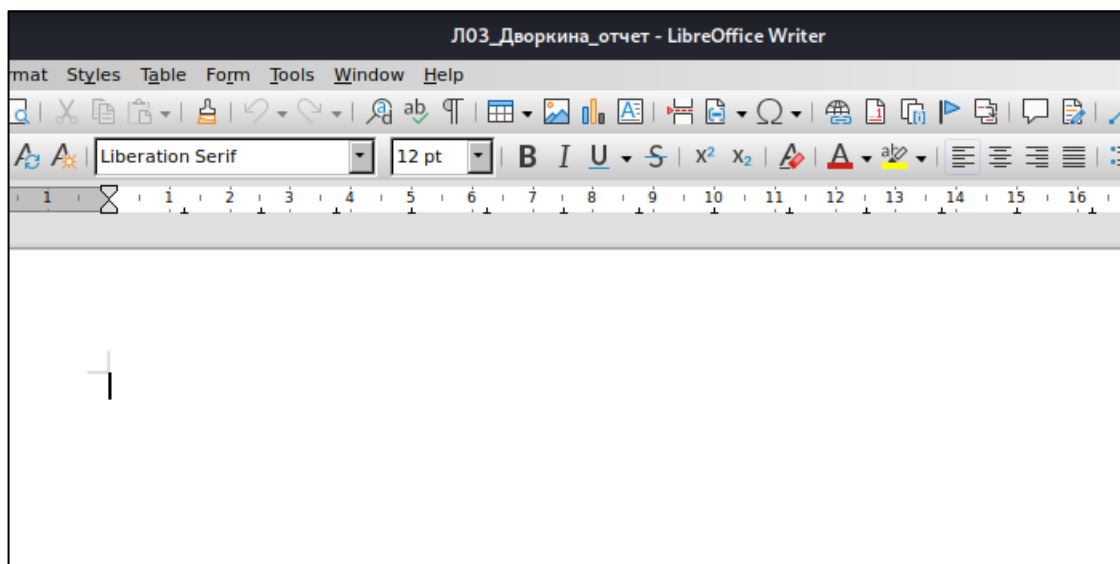 Л03_Дворкина_отчет - LibreOffice Writer
rmat Styles Table Form Tools Window Help
Liberation Serif 12 pt B I U S x² x₂ A
1 1 2 3 4 5 6 7 8 9 10 11 12 13 14 15 16